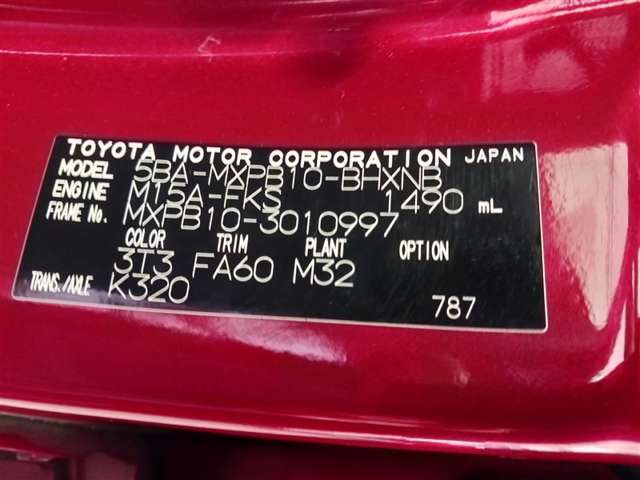 TOYOTA MOTOR CORPORATION JAPAN
MODEL 5BA-MXPB10-BHXNB
ENGINE M15A-FKS 1490 mL
FRAME No. MXPB10-3010997
COLOR TRIM PLANT OPTION
3T3 FA60 M32
TRANS./AXLE K320
787